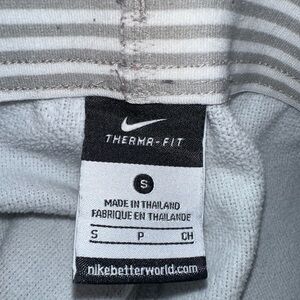 THERMA-FIT
S
MADE IN THAILAND
FABRIQUE EN THAILANDE
S P CH
nikebetterworld.com